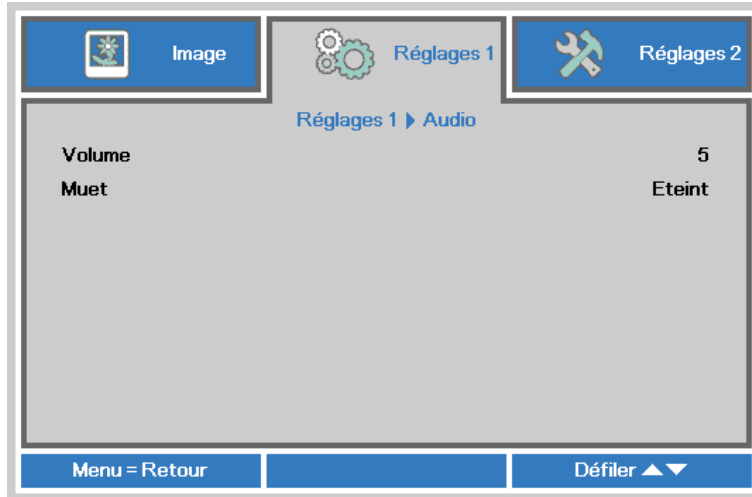 Image
Réglages 1
Réglages 2
Réglages 1 ▶ Audio
Volume 5
Muet Eteint
Menu = Retour
Défiler ▲▼